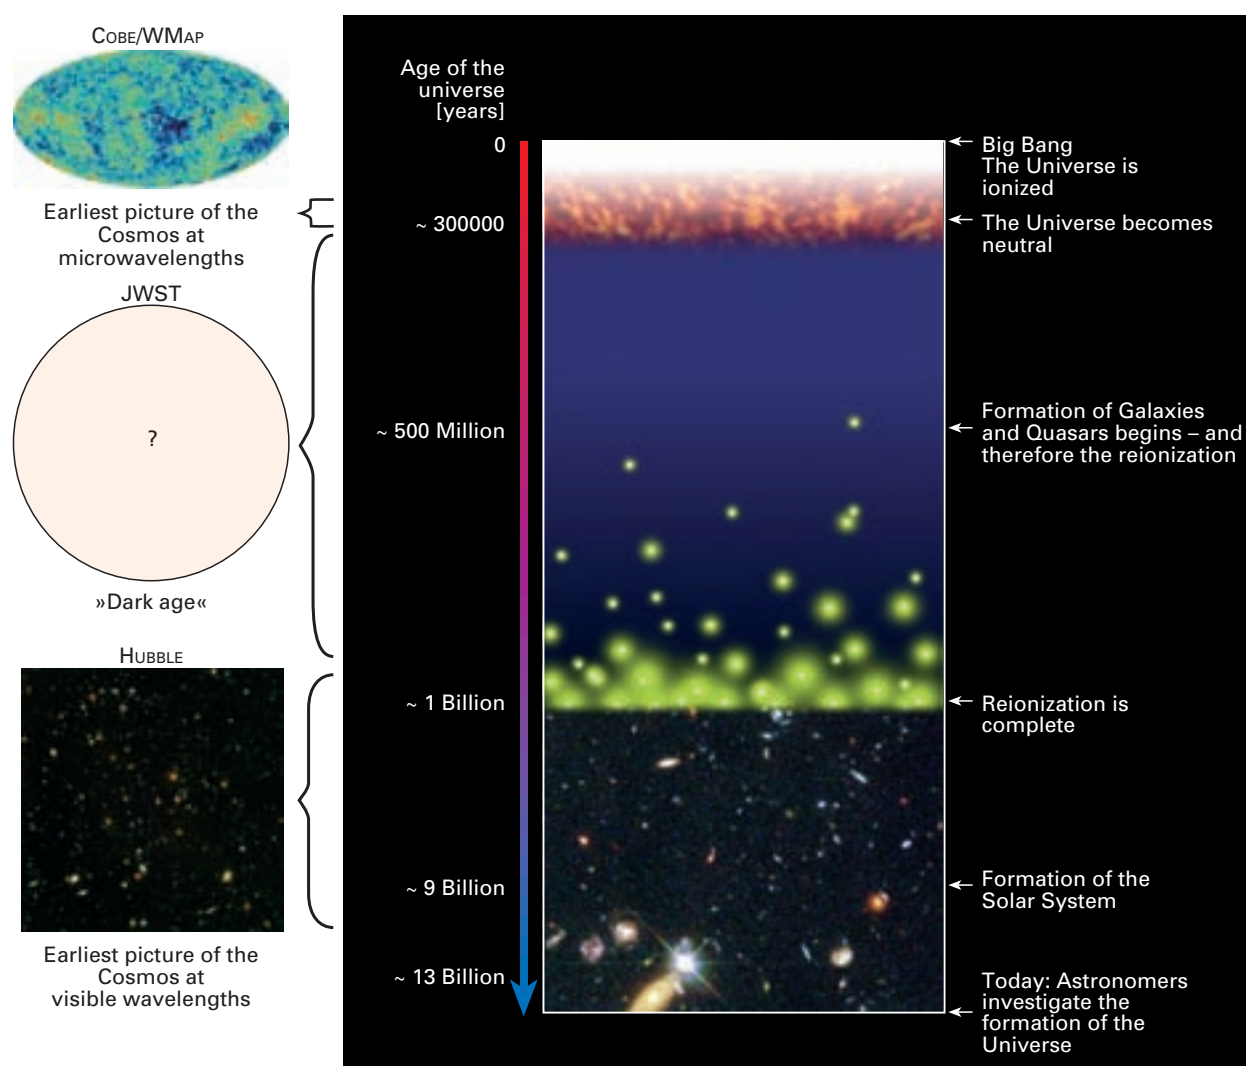 COBE/WMAP
Earliest picture of the
Cosmos at
microwavelengths
JWST
?
»Dark age«
HUBBLE
Earliest picture of the
Cosmos at
visible wavelengths
Age of the
universe
[years]
0
~ 300000
~ 500 Million
~ 1 Billion
~ 9 Billion
~ 13 Billion
Big Bang
The Universe is
ionized
The Universe becomes
neutral
Formation of Galaxies
and Quasars begins – and
therefore the reionization
Reionization is
complete
Formation of the
Solar System
Today: Astronomers
investigate the
formation of the
Universe